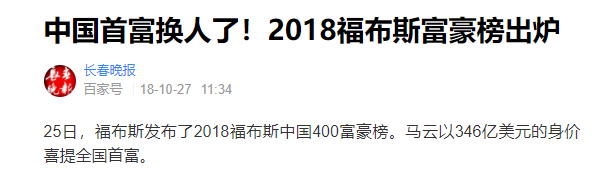 中国首富换人了！2018福布斯富豪榜出炉
长春晚报
百家号 18-10-27 11:34
25日，福布斯发布了2018福布斯中国400富豪榜。马云以346亿美元的身价
喜提全国首富。